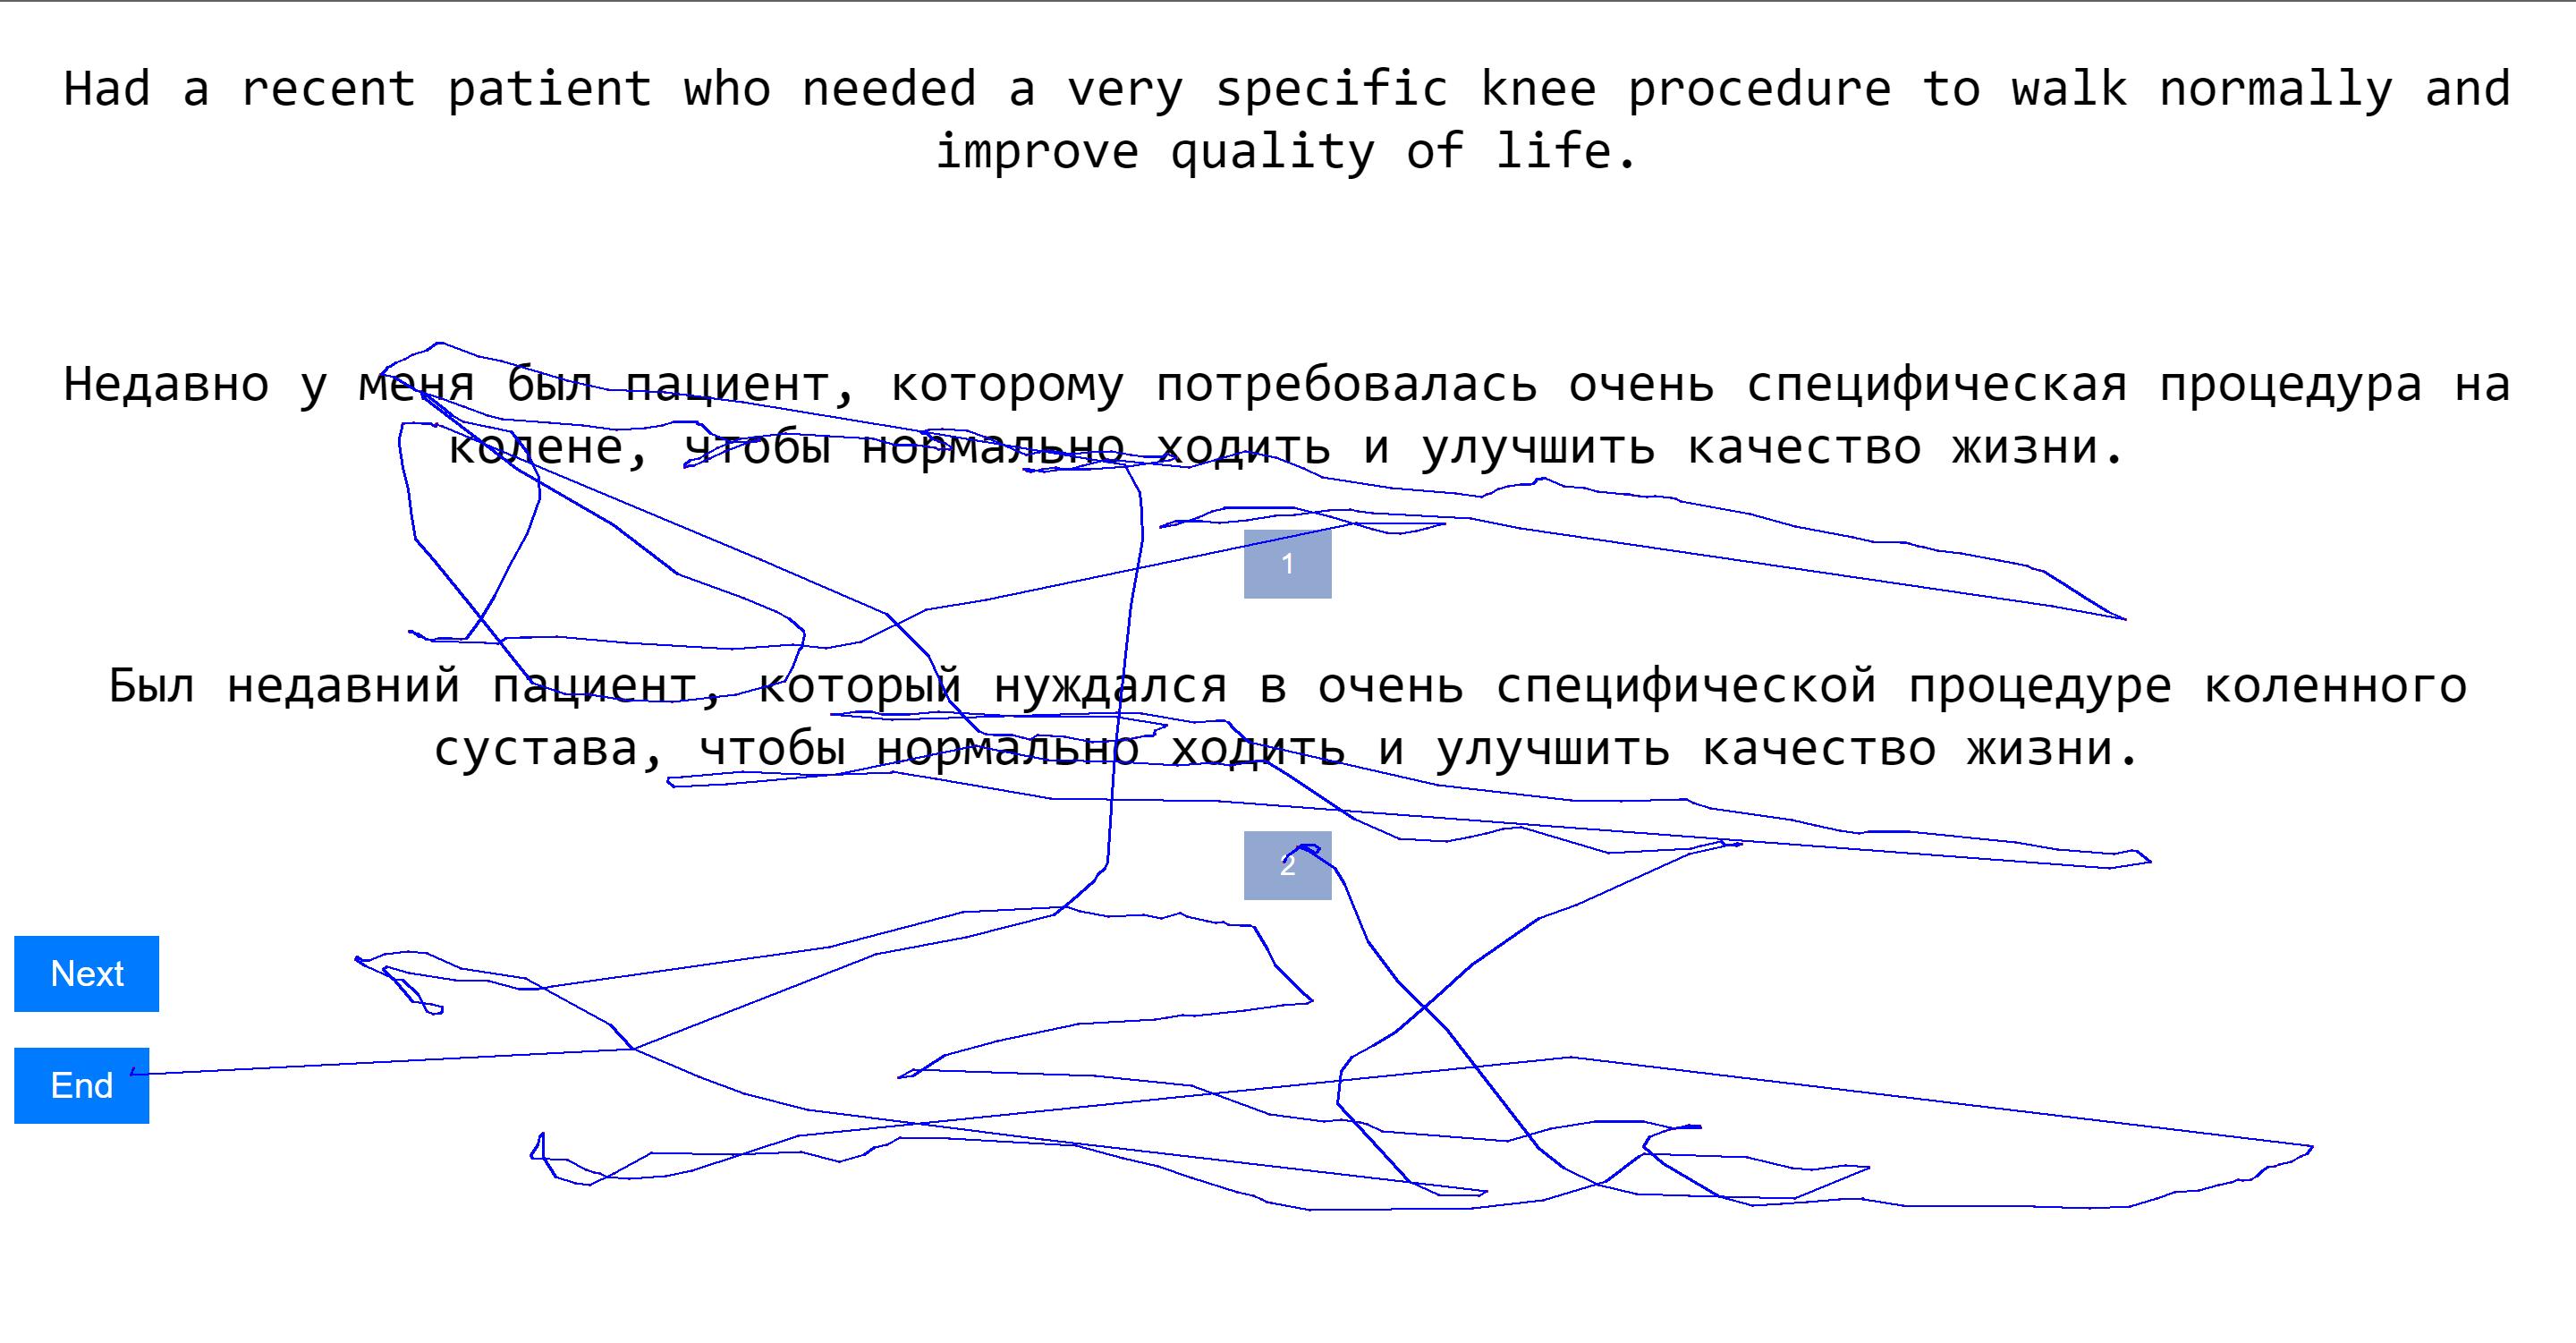 Had a recent patient who needed a very specific knee procedure to walk normally and
improve quality of life.
Недавно у меня был пациент, которому потребовалась очень специфическая процедура на
колене, чтобы нормально ходить и улучшить качество жизни.
1
Был недавний пациент, который нуждался в очень специфической процедуре коленного
сустава, чтобы нормально ходить и улучшить качество жизни.
2
Next
End